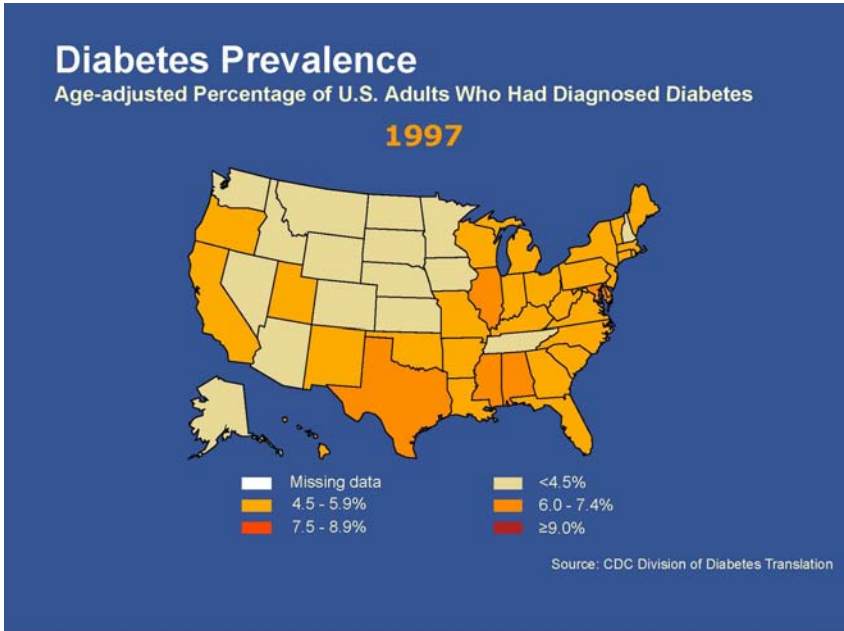 Diabetes Prevalence
Age-adjusted Percentage of U.S. Adults Who Had Diagnosed Diabetes
1997
Missing data
<4.5%
4.5 - 5.9%
6.0 - 7.4%
7.5 - 8.9%
≥9.0%
Source: CDC Division of Diabetes Translation